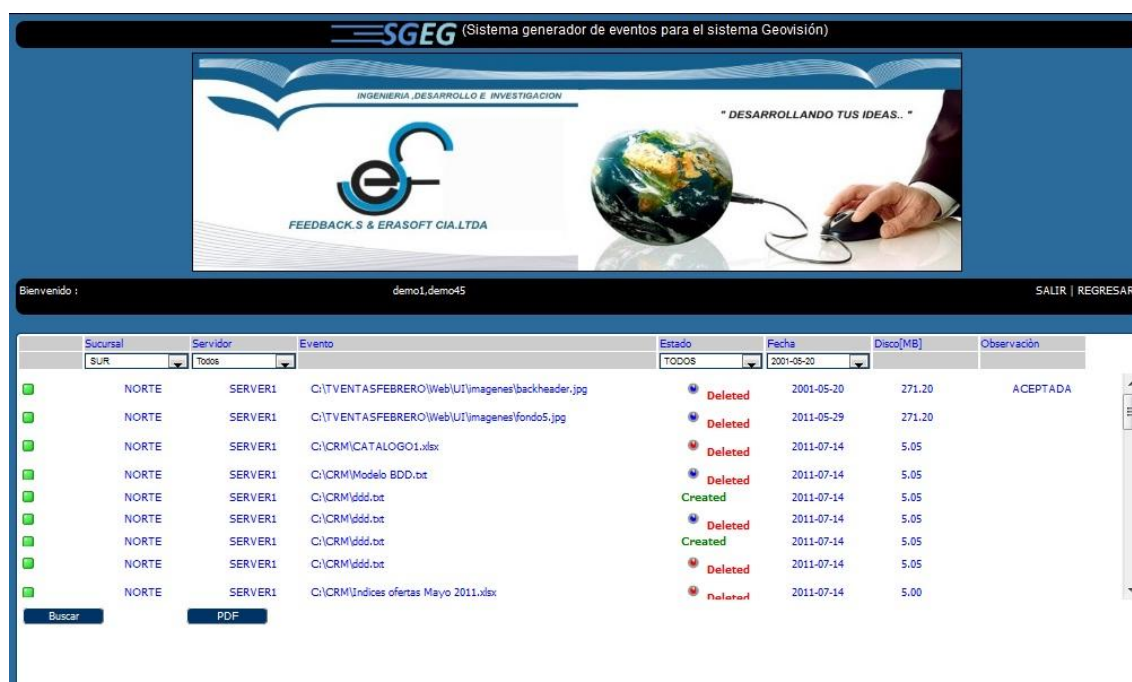 SGEG (Sistema generador de eventos para el sistema Geovisión)
INGENIERIA ,DESARROLLO E INVESTIGACION
" DESARROLLANDO TUS IDEAS.. "
FEEDBACK.S & ERASOFT CIA.LTDA
Bienvenido : demo1,demo45 SALIR | REGRESAR
Sucursal Servidor Evento Estado Fecha Disco[MB] Observaciòn
SUR Todos TODOS 2001-05-20
NORTE SERVER1 C:\TVENTASFEBRERO\Web\UI\imagenes\backheader.jpg Deleted 2001-05-20 271.20 ACEPTADA
NORTE SERVER1 C:\TVENTASFEBRERO\Web\UI\imagenes\fondo5.jpg Deleted 2011-05-29 271.20
NORTE SERVER1 C:\CRM\CATALOGO1.xlsx Deleted 2011-07-14 5.05
NORTE SERVER1 C:\CRM\Modelo BDD.txt Deleted 2011-07-14 5.05
NORTE SERVER1 C:\CRM\ddd.txt Created 2011-07-14 5.05
NORTE SERVER1 C:\CRM\ddd.txt Deleted 2011-07-14 5.05
NORTE SERVER1 C:\CRM\ddd.txt Created 2011-07-14 5.05
NORTE SERVER1 C:\CRM\ddd.txt Deleted 2011-07-14 5.05
NORTE SERVER1 C:\CRM\Indices ofertas Mayo 2011.xlsx Deleted 2011-07-14 5.00
Buscar PDF